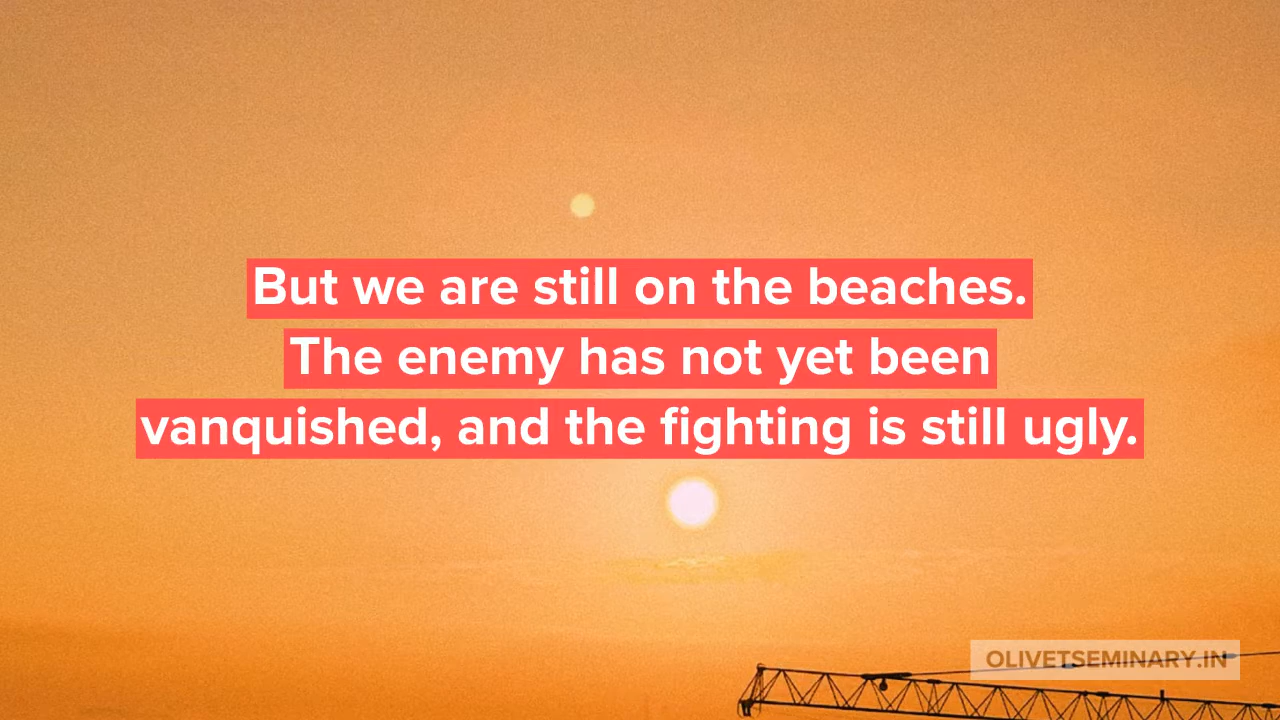 But we are still on the beaches.
The enemy has not yet been
vanquished, and the fighting is still ugly.
OLIVETSEMINARY.IN